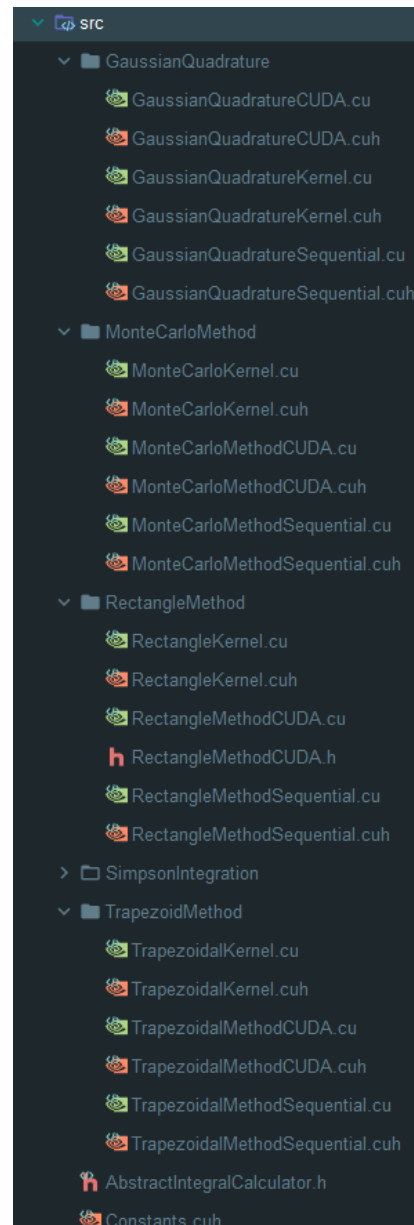 src
GaussianQuadrature
GaussianQuadratureCUDA.cu
GaussianQuadratureCUDA.cuh
GaussianQuadratureKernel.cu
GaussianQuadratureKernel.cuh
GaussianQuadratureSequential.cu
GaussianQuadratureSequential.cuh
MonteCarloMethod
MonteCarloKernel.cu
MonteCarloKernel.cuh
MonteCarloMethodCUDA.cu
MonteCarloMethodCUDA.cuh
MonteCarloMethodSequential.cu
MonteCarloMethodSequential.cuh
RectangleMethod
RectangleKernel.cu
RectangleKernel.cuh
RectangleMethodCUDA.cu
RectangleMethodCUDA.h
RectangleMethodSequential.cu
RectangleMethodSequential.cuh
SimpsonIntegration
TrapezoidMethod
TrapezoidalKernel.cu
TrapezoidalKernel.cuh
TrapezoidalMethodCUDA.cu
TrapezoidalMethodCUDA.cuh
TrapezoidalMethodSequential.cu
TrapezoidalMethodSequential.cuh
AbstractIntegralCalculator.h
Constants.cuh